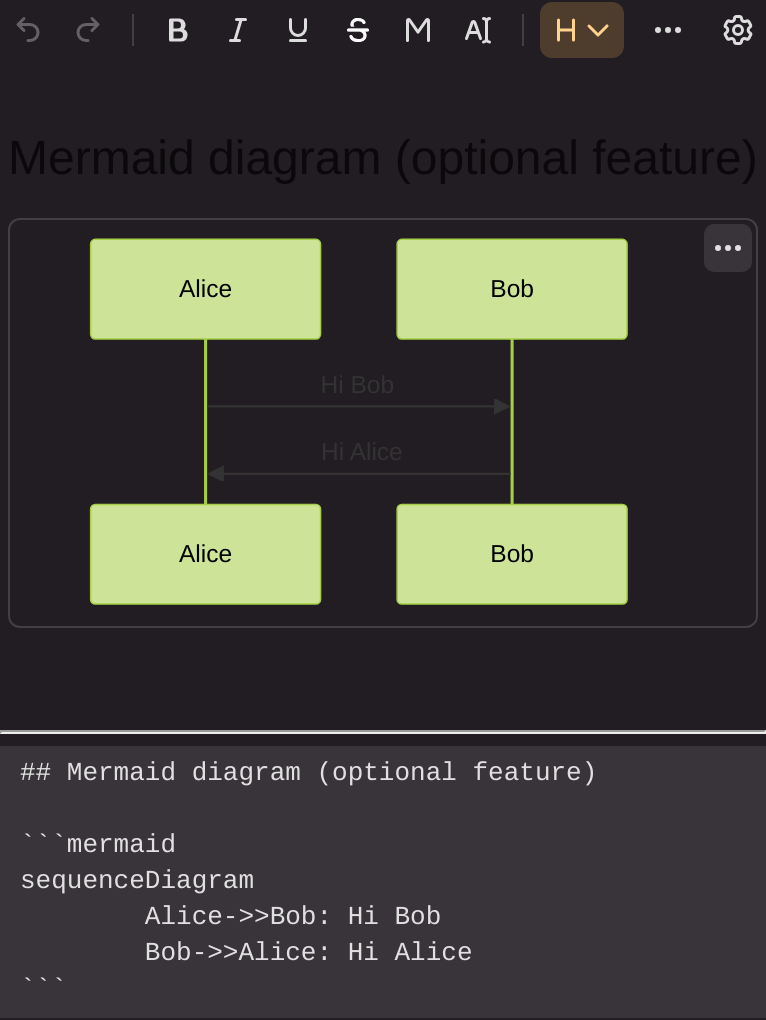 B I U S M A H
Mermaid diagram (optional feature)
Alice Bob
Hi Bob
Hi Alice
Alice Bob
## Mermaid diagram (optional feature)
```mermaid
sequenceDiagram
        Alice->>Bob: Hi Bob
        Bob->>Alice: Hi Alice
```